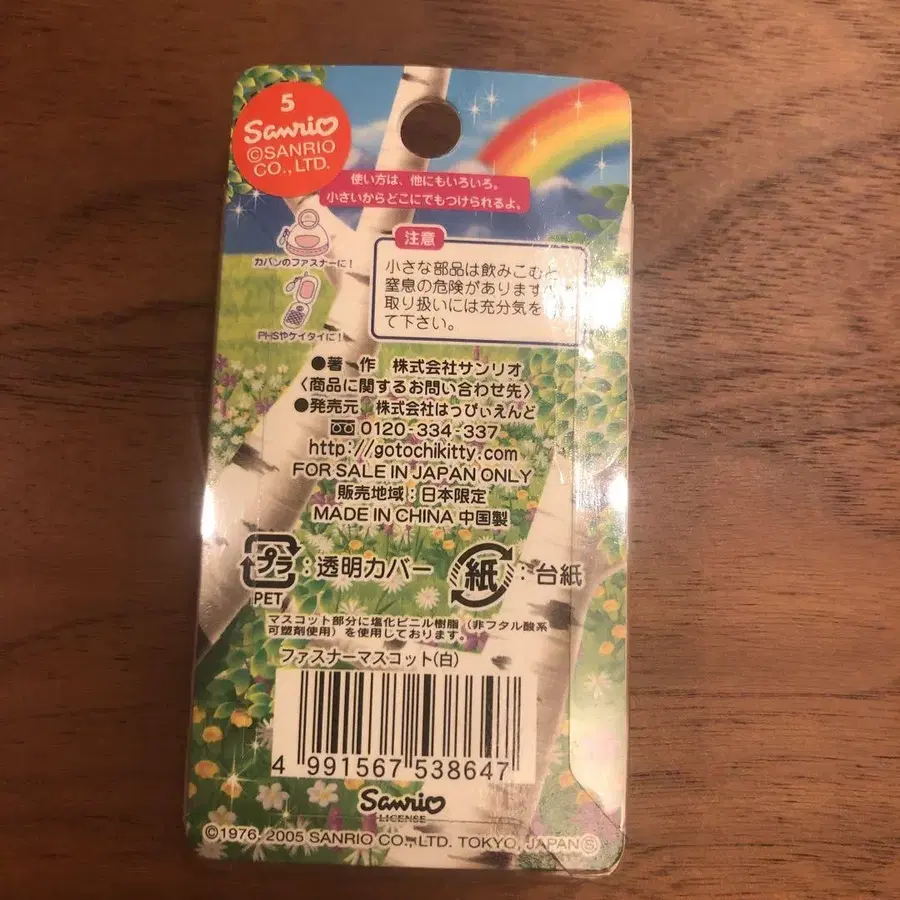 5
Sanrio
©SANRIO
CO., LTD.
使い方は、他にもいろいろ。
小さいからどこにでもつけられるよ。
カバンのファスナーに!
PHSやケイタイに!
注意
小さな部品は飲みこむと
窒息の危険があります
取り扱いには充分気を
て下さい。
●著 作 株式会社サンリオ
〈商品に関するお問い合わせ先〉
●発売元 株式会社はっぴぃえんど
0120-334-337
http://gotochikitty.com
FOR SALE IN JAPAN ONLY
販売地域:日本限定
MADE IN CHINA 中国製
プラ:透明カバー 紙:台紙
PET
マスコット部分に塩化ビニル樹脂(非フタル酸系
可塑剤使用)を使用しております。
ファスナーマスコット(白)
4 991567 538647
Sanrio
LICENSE
©1976, 2005 SANRIO CO., LTD. TOKYO, JAPAN Ⓢ